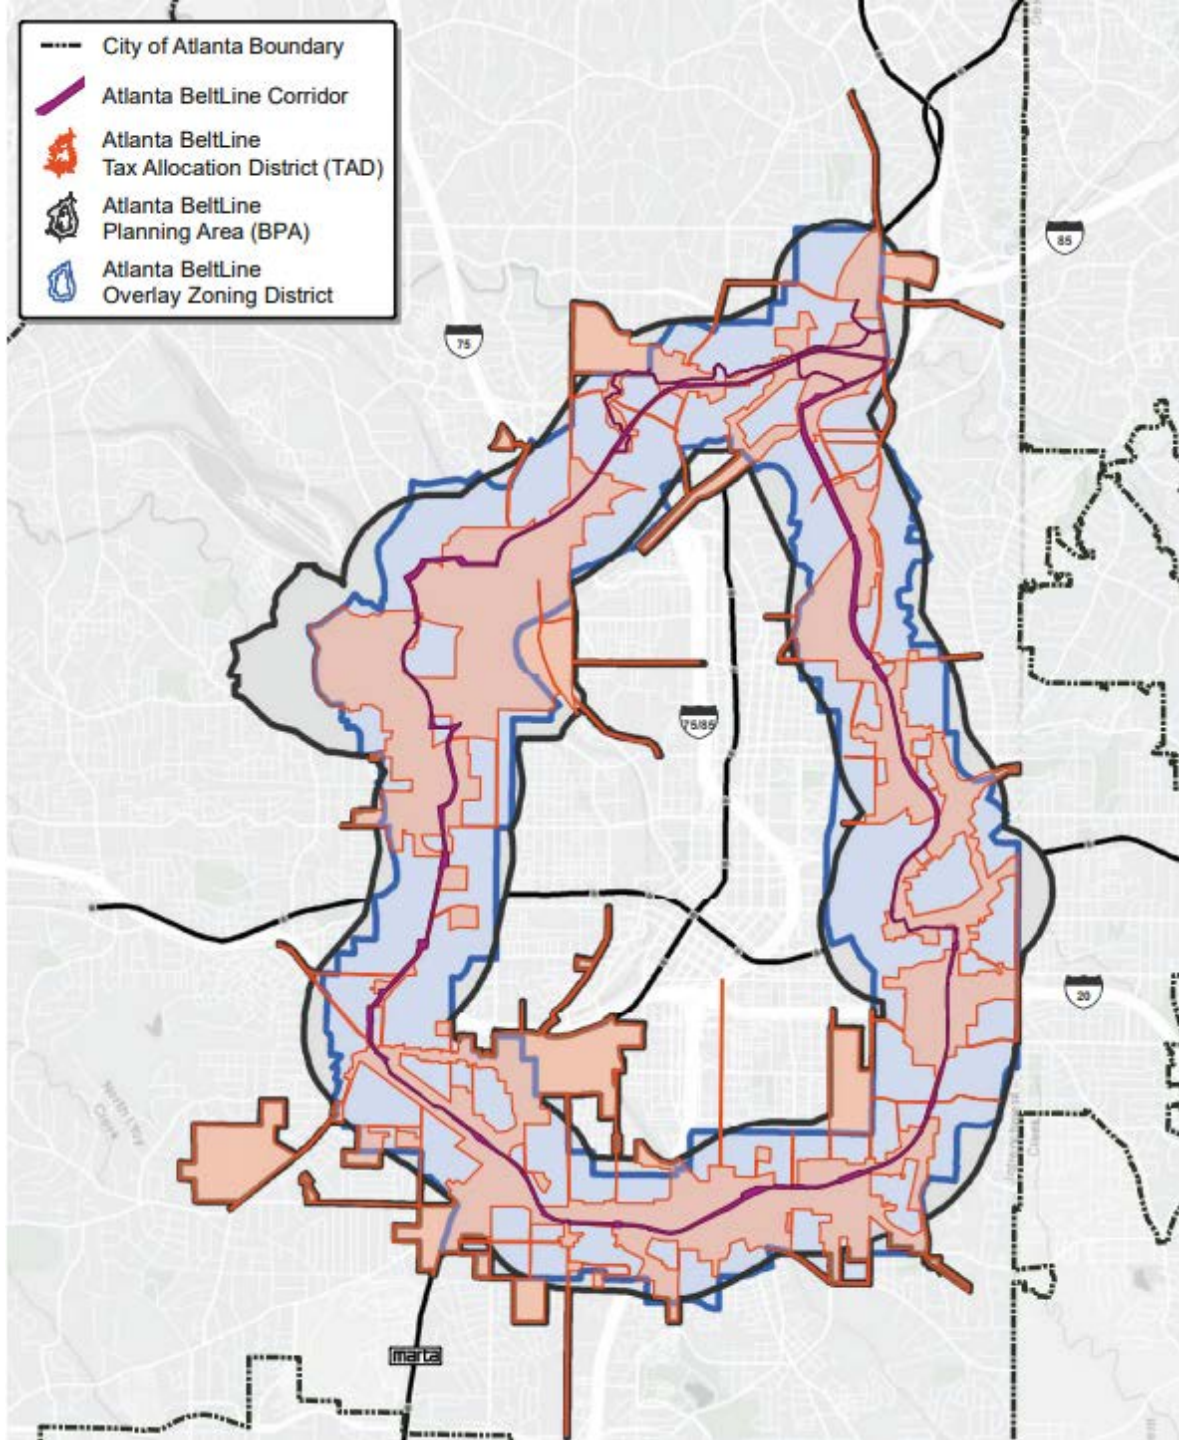 City of Atlanta Boundary
Atlanta BeltLine Corridor
Atlanta BeltLine
Tax Allocation District (TAD)
Atlanta BeltLine
Planning Area (BPA)
Atlanta BeltLine
Overlay Zoning District
85
75
75/85
20
marta